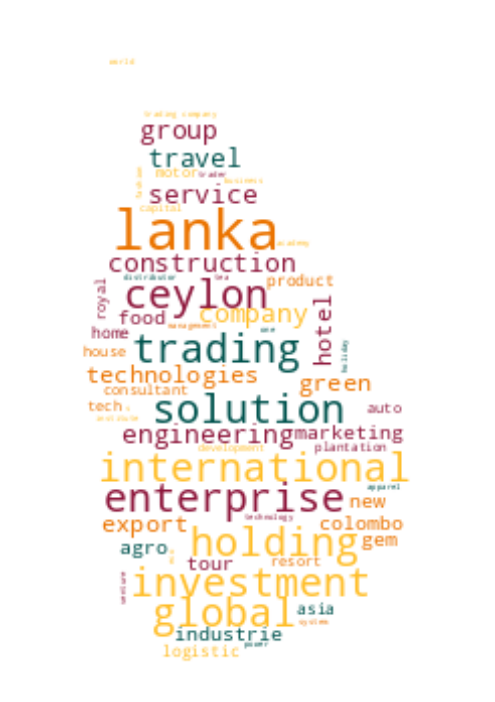 world
trading company
group
travel
motor trader
business
service
capital
lanka
academy
construction
distributor tea
product
royal
ceylon
company
food
hotel
management
one
home
trading
holiday
house
technologies
green
consultant
tech
solution
auto
institute
engineering
marketing
development
plantation
international
apparel
enterprise
new
technology
export
colombo
holding
gem
agro
tour
resort
venture
investment
global
asia
system
industrie
power
logistic